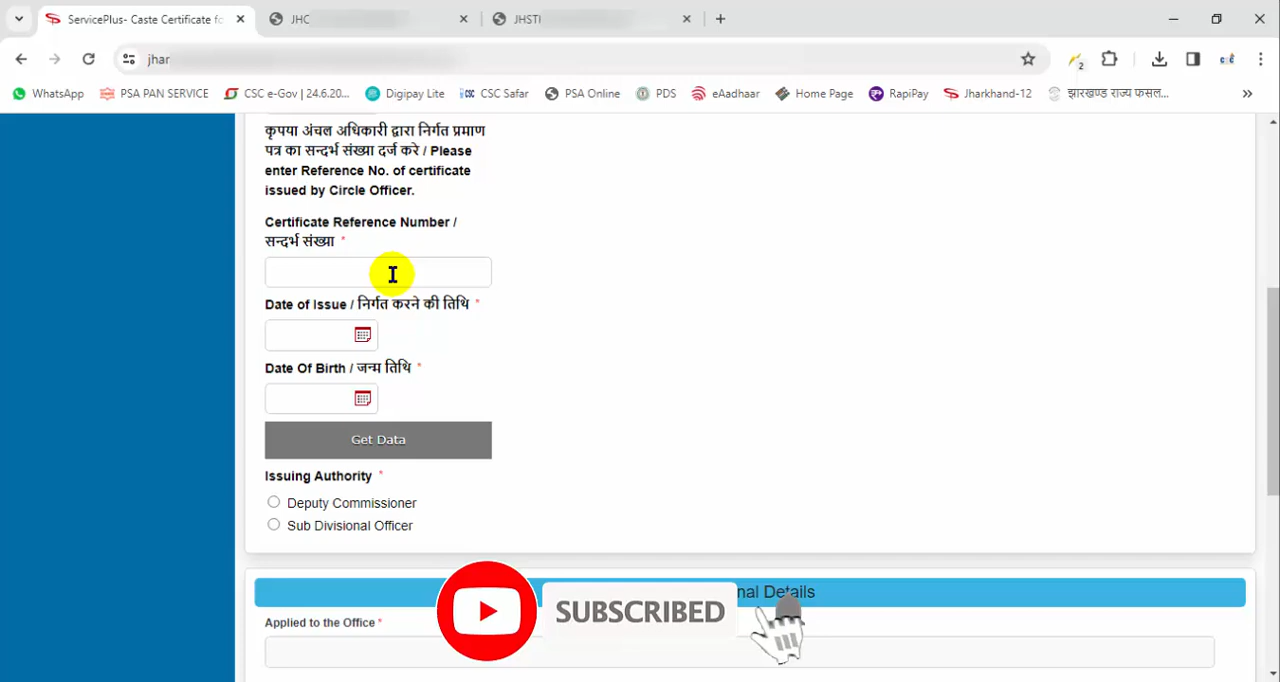 ServicePlus- Caste Certificate fo
JHC
JHSTI
jhar
2
WhatsApp PSA PAN SERVICE CSC e-Gov | 24.6.20... Digipay Lite CSC Safar PSA Online PDS eAadhaar Home Page RapiPay Jharkhand-12 झारखण्ड राज्य फसल... »
कृपया अंचल अधिकारी द्वारा निर्गत प्रमाण
पत्र का सन्दर्भ संख्या दर्ज करे / Please
enter Reference No. of certificate
issued by Circle Officer.
Certificate Reference Number /
सन्दर्भ संख्या *
Date of Issue / निर्गत करने की तिथि *
Date Of Birth / जन्म तिथि *
Get Data
Issuing Authority *
Deputy Commissioner
Sub Divisional Officer
nal Details
SUBSCRIBED
Applied to the Office *